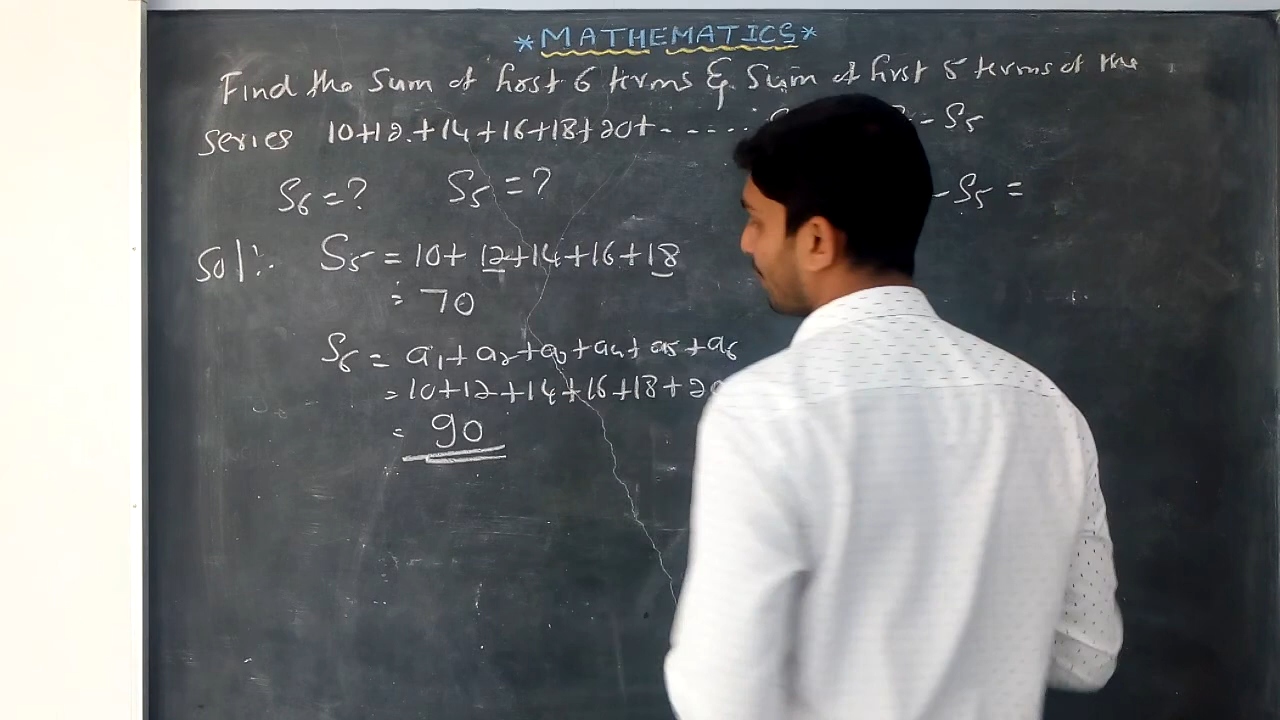 *MATHEMATICS*
Find the Sum of first 6 terms & Sum of first 5 terms of the
series 10+12+14+16+18+20+------ - S5
S6=? S5=? -S5=
Sol:. S5 = 10+12+14+16+18
= 70
S6 = a1+a2+a3+a4+a5+a6
=10+12+14+16+18+20
= 90